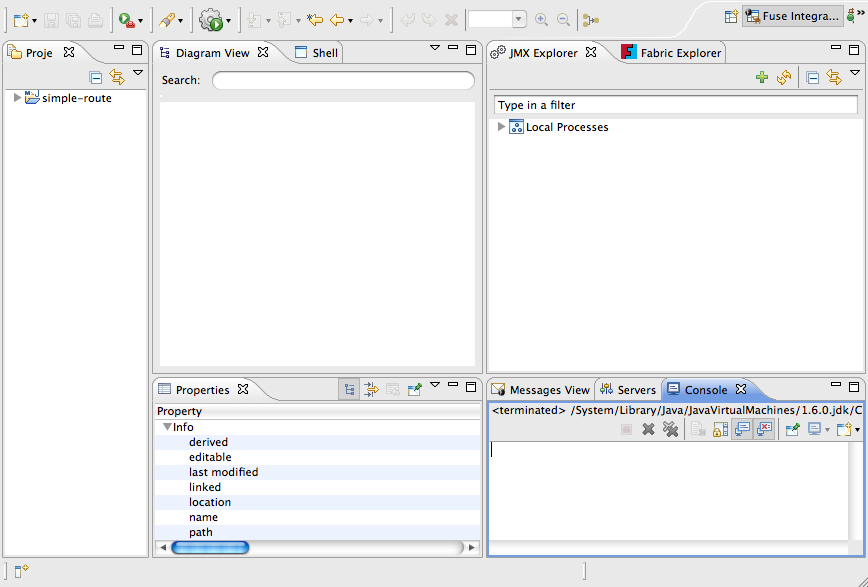 Fuse Integra...
Proje
Diagram View
Shell
JMX Explorer
Fabric Explorer
Search:
simple-route
Type in a filter
Local Processes
Properties
Property
Info
derived
editable
last modified
linked
location
name
path
Messages View
Servers
Console
<terminated> /System/Library/Java/JavaVirtualMachines/1.6.0.jdk/C